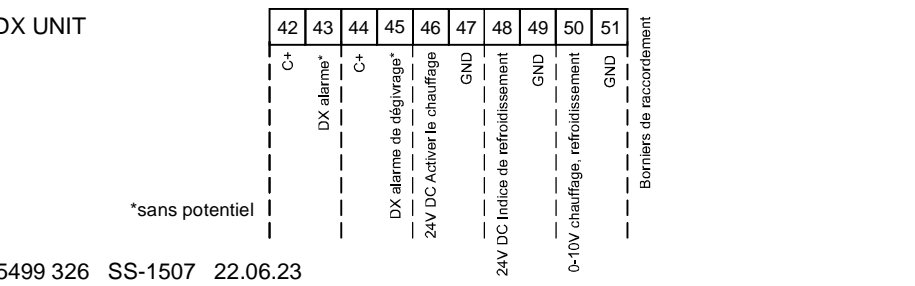 DX UNIT
42 43 44 45 46 47 48 49 50 51
C+
DX alarme*
C+
DX alarme de dégivrage*
24V DC Activer le chauffage
GND
24V DC Indice de refroidissement
GND
0-10V chauffage, refroidissement
GND
Borniers de raccordement
*sans potentiel
5499 326 SS-1507 22.06.23